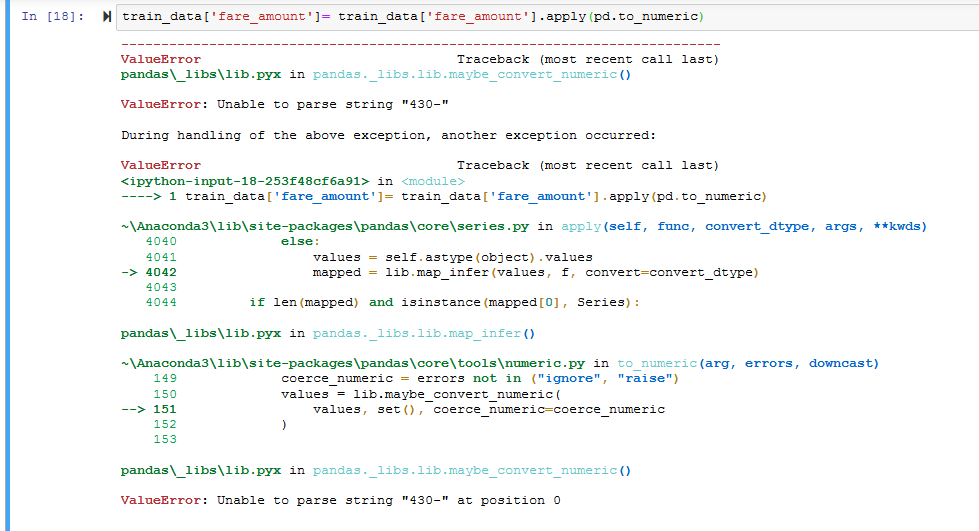 In [18]: train_data['fare_amount']= train_data['fare_amount'].apply(pd.to_numeric)
---------------------------------------------------------------------------
ValueError                                Traceback (most recent call last)
pandas\_libs\lib.pyx in pandas._libs.lib.maybe_convert_numeric()
ValueError: Unable to parse string "430-"
During handling of the above exception, another exception occurred:
ValueError                                Traceback (most recent call last)
<ipython-input-18-253f48cf6a91> in <module>
----> 1 train_data['fare_amount']= train_data['fare_amount'].apply(pd.to_numeric)
~\Anaconda3\lib\site-packages\pandas\core\series.py in apply(self, func, convert_dtype, args, **kwds)
   4040             else:
   4041                 values = self.astype(object).values
-> 4042                 mapped = lib.map_infer(values, f, convert=convert_dtype)
   4043
   4044         if len(mapped) and isinstance(mapped[0], Series):
pandas\_libs\lib.pyx in pandas._libs.lib.map_infer()
~\Anaconda3\lib\site-packages\pandas\core\tools\numeric.py in to_numeric(arg, errors, downcast)
    149             coerce_numeric = errors not in ("ignore", "raise")
    150             values = lib.maybe_convert_numeric(
--> 151                 values, set(), coerce_numeric=coerce_numeric
    152             )
    153
pandas\_libs\lib.pyx in pandas._libs.lib.maybe_convert_numeric()
ValueError: Unable to parse string "430-" at position 0